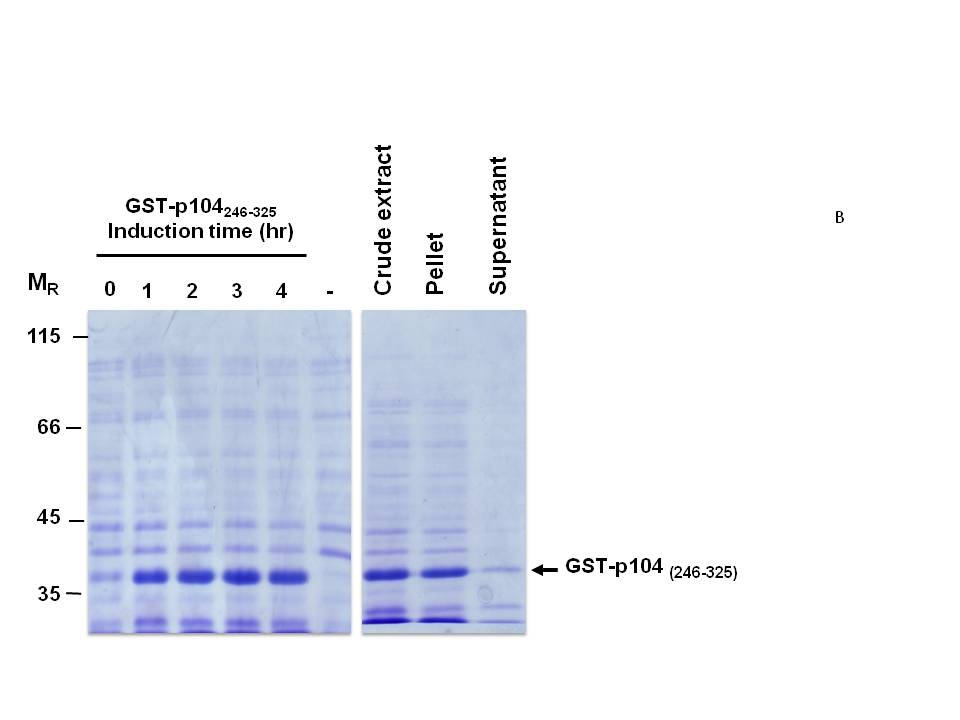 GST-p104246-325
Induction time (hr)
MR
0 1 2 3 4 -
Crude extract
Pellet
Supernatant
B
115
66
45
35
GST-p104 (246-325)